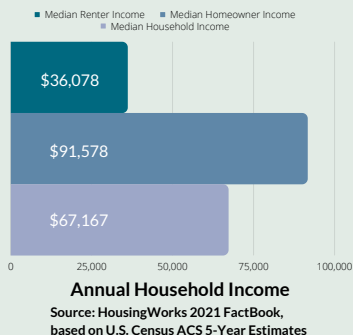 Median Renter Income Median Homeowner Income
Median Household Income
$36,078
$91,578
$67,167
0 25,000 50,000 75,000 100,000
Annual Household Income
Source: HousingWorks 2021 FactBook,
based on U.S. Census ACS 5-Year Estimates